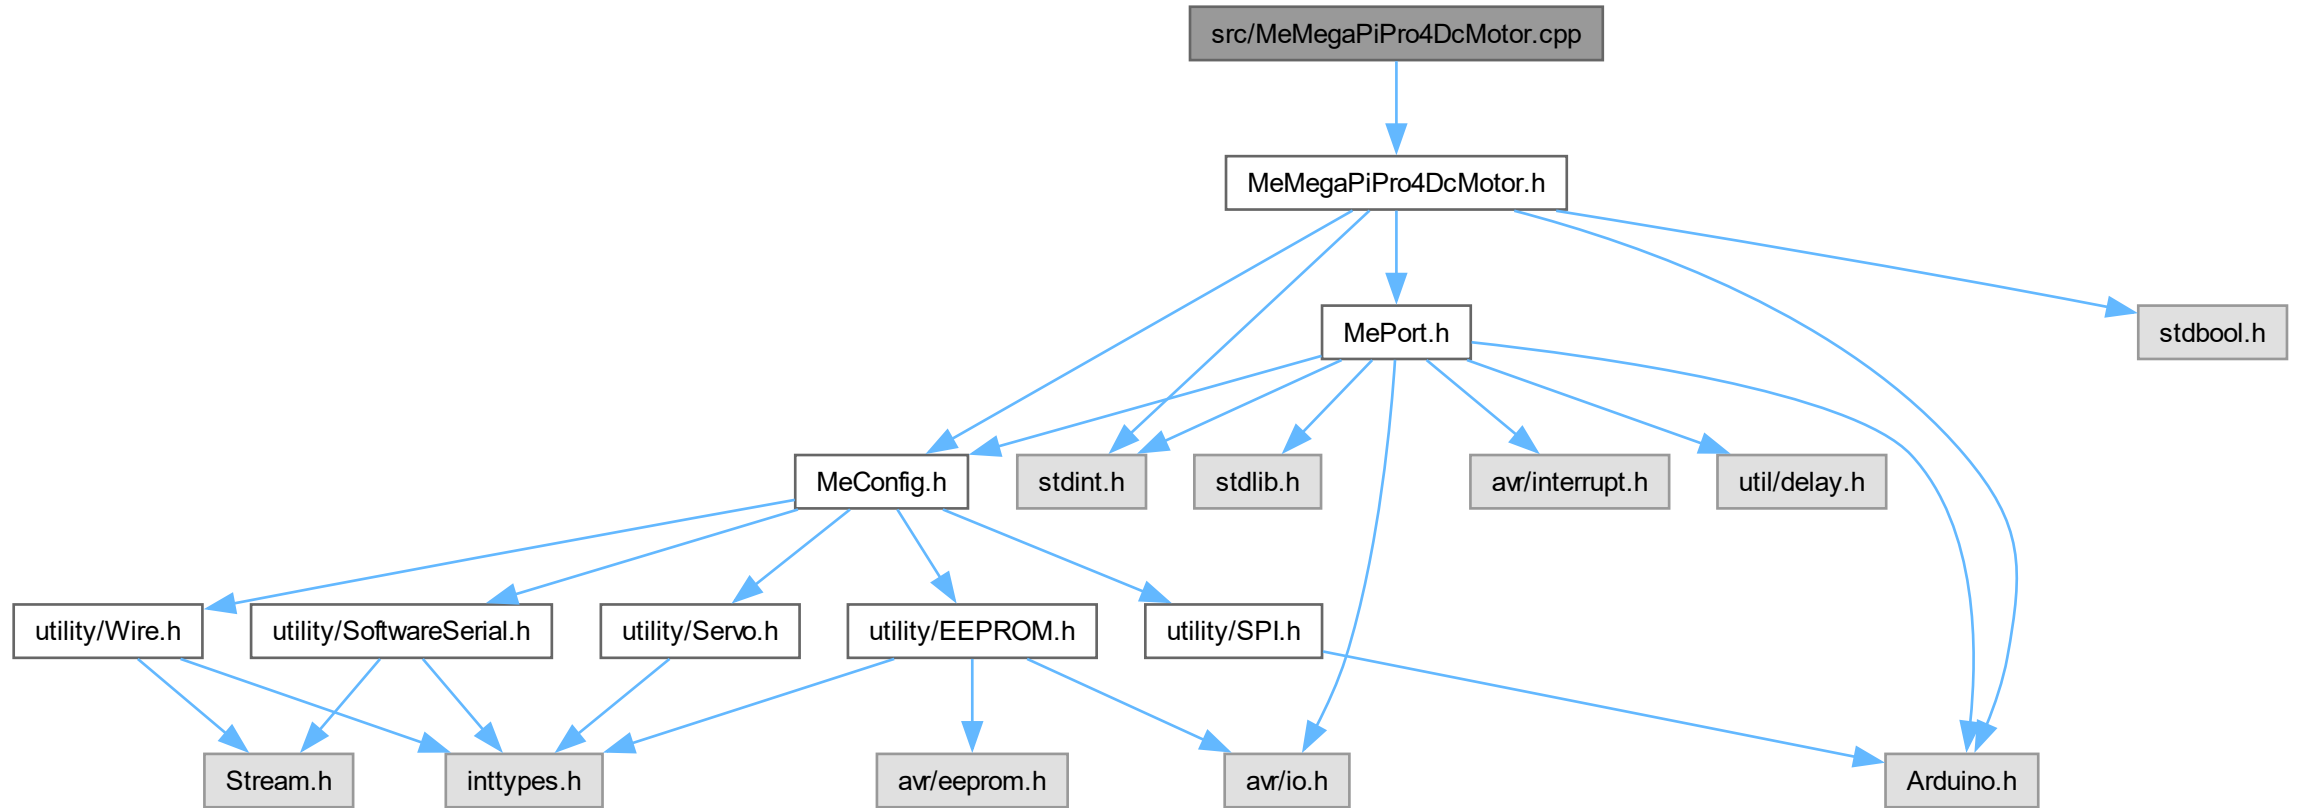 src/MeMegaPiPro4DcMotor.cpp
MeMegaPiPro4DcMotor.h
MePort.h
stdbool.h
MeConfig.h
stdint.h
stdlib.h
avr/interrupt.h
util/delay.h
utility/Wire.h
utility/SoftwareSerial.h
utility/Servo.h
utility/EEPROM.h
utility/SPI.h
Stream.h
inttypes.h
avr/eeprom.h
avr/io.h
Arduino.h